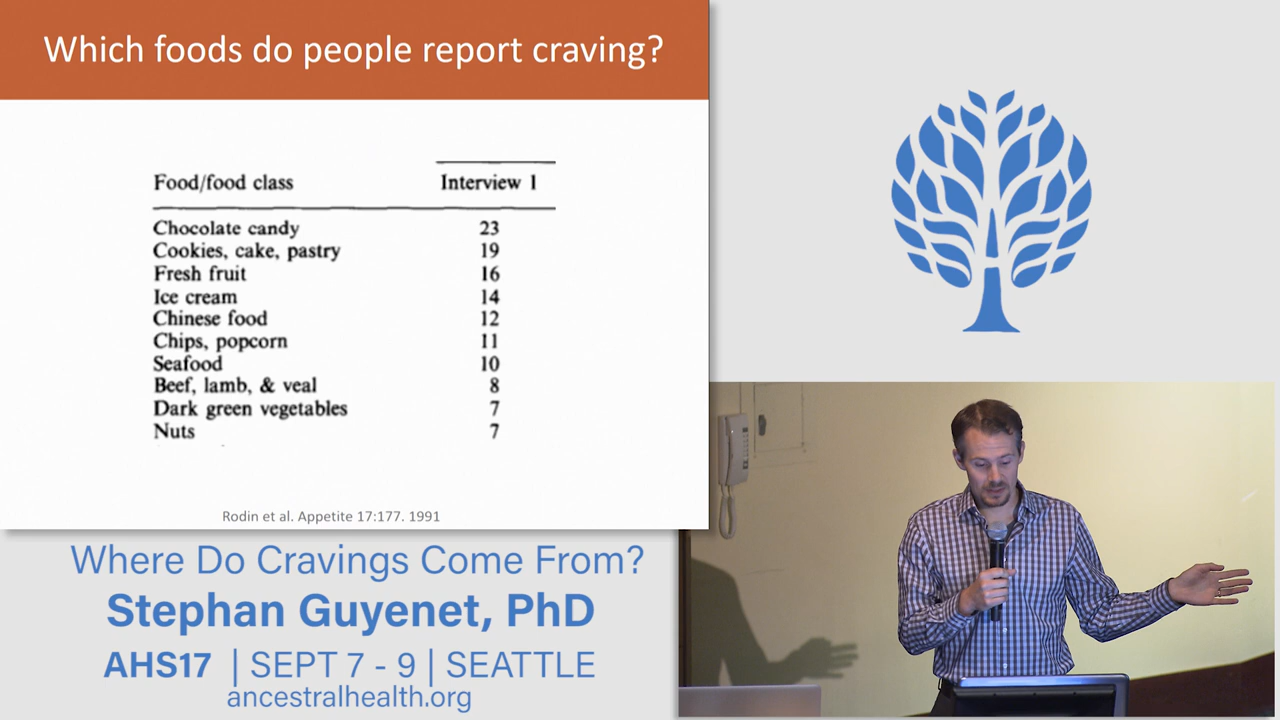 Which foods do people report craving?
Food/food class Interview 1
Chocolate candy 23
Cookies, cake, pastry 19
Fresh fruit 16
Ice cream 14
Chinese food 12
Chips, popcorn 11
Seafood 10
Beef, lamb, & veal 8
Dark green vegetables 7
Nuts 7
Rodin et al. Appetite 17:177. 1991
Where Do Cravings Come From?
Stephan Guyenet, PhD
AHS17 | SEPT 7 - 9 | SEATTLE
ancestralhealth.org